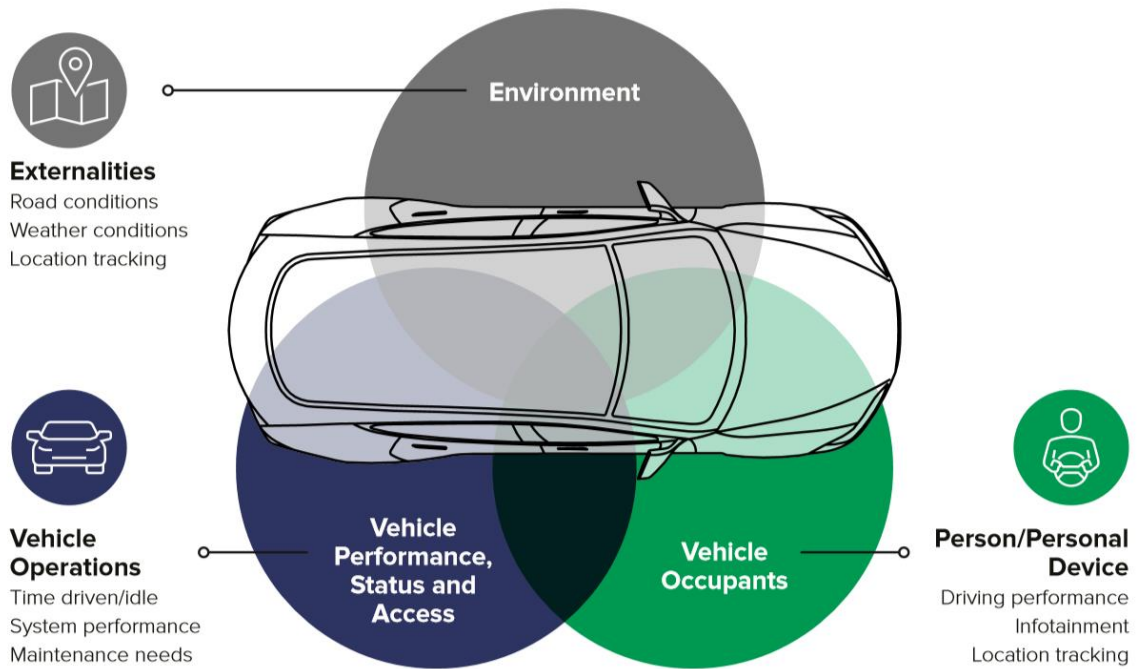 Environment
Externalities
Road conditions
Weather conditions
Location tracking
Vehicle
Operations
Time driven/idle
System performance
Maintenance needs
Vehicle
Performance,
Status and
Access
Vehicle
Occupants
Person/Personal
Device
Driving performance
Infotainment
Location tracking